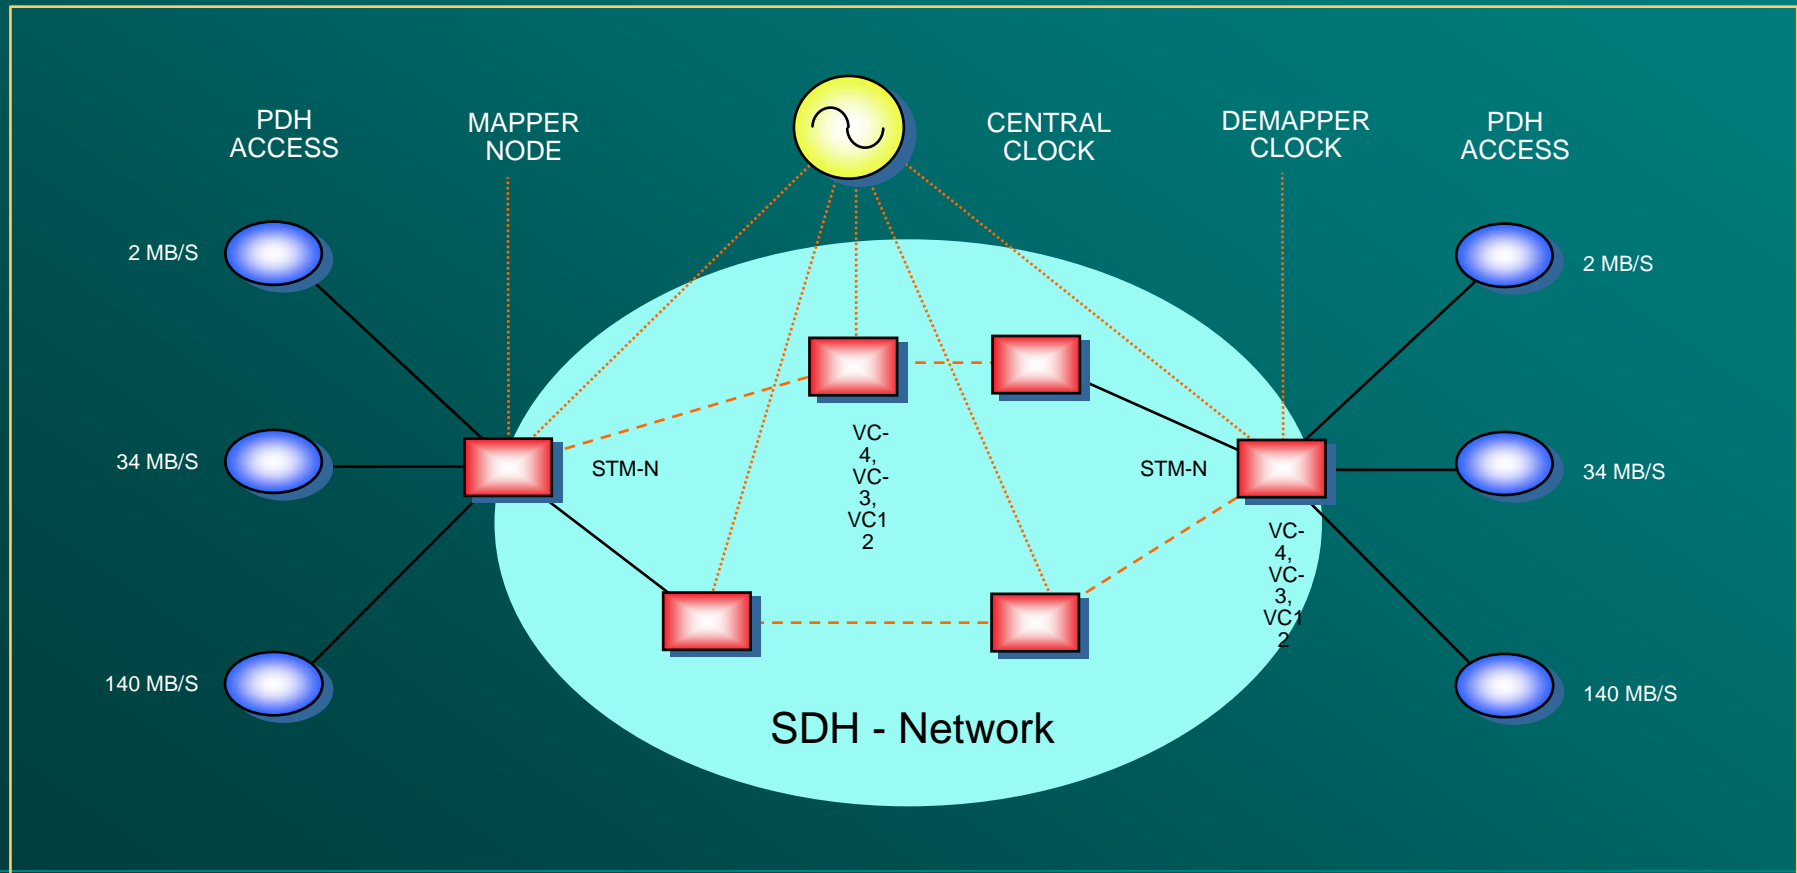 PDH
ACCESS
MAPPER
NODE
CENTRAL
CLOCK
DEMAPPER
CLOCK
PDH
ACCESS
2 MB/S
2 MB/S
34 MB/S
STM-N
VC-
4,
VC-
3,
VC1
2
STM-N
34 MB/S
VC-
4,
VC-
3,
VC1
2
140 MB/S
140 MB/S
SDH - Network